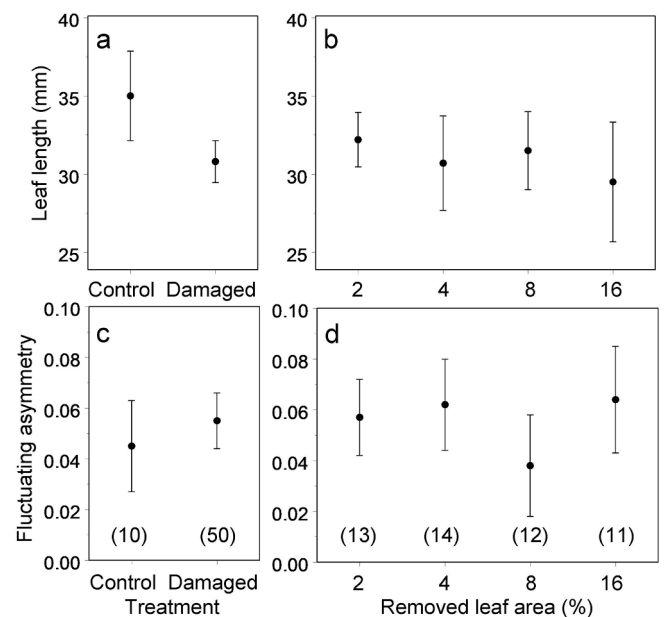 a
b
Leaf length (mm)
40
35
30
25
40
35
30
25
Control Damaged
2 4 8 16
c
d
Fluctuating asymmetry
0.10
0.08
0.06
0.04
0.02
0.00
0.10
0.08
0.06
0.04
0.02
0.00
(10) (50)
(13) (14) (12) (11)
Control Damaged
2 4 8 16
Treatment
Removed leaf area (%)